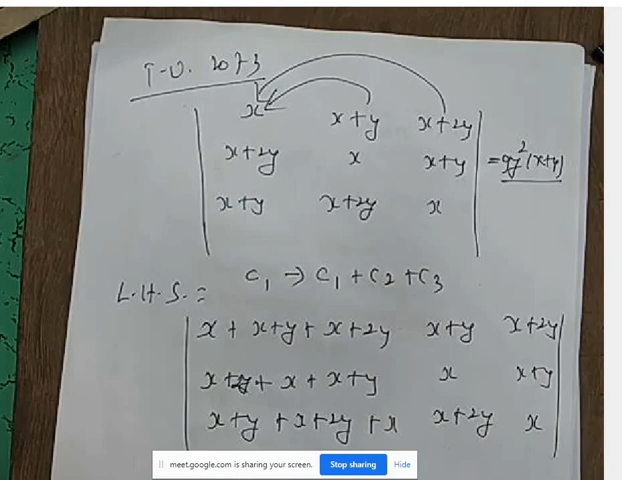 T.U. 2073
| x x+y x+2y |
| x+2y x x+y | = 9y²(x+y)
| x+y x+2y x |
L.H.S. = C₁ → C₁ + C₂ + C₃
| x + x+y + x+2y x+y x+2y |
| x+2y + x + x+y x x+y |
| x+y + x+2y + x x+2y x |
meet.google.com is sharing your screen. Stop sharing Hide